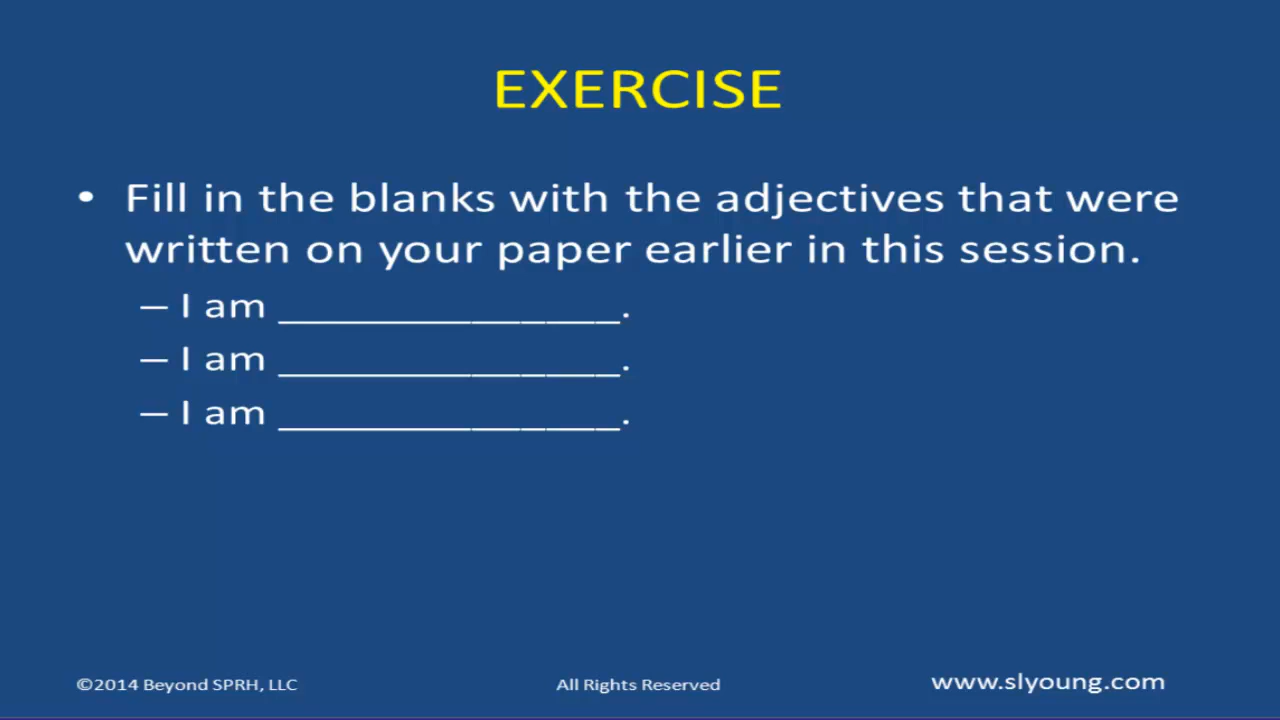 EXERCISE
• Fill in the blanks with the adjectives that were
written on your paper earlier in this session.
– I am _______________.
– I am _______________.
– I am _______________.
©2014 Beyond SPRH, LLC All Rights Reserved www.slyoung.com